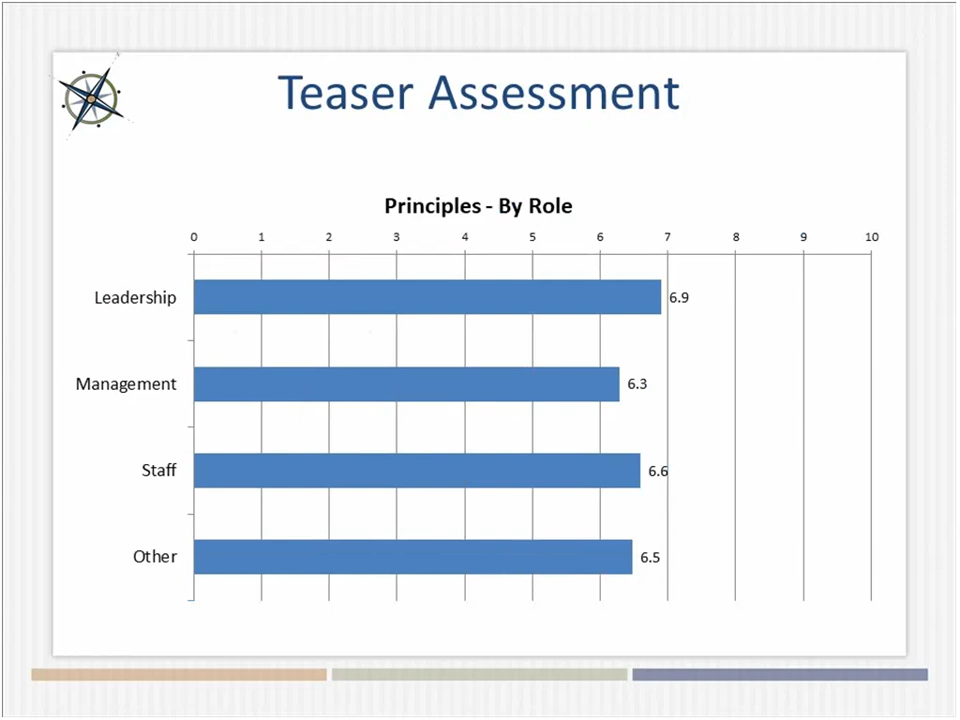 Teaser Assessment
Principles - By Role
0 1 2 3 4 5 6 7 8 9 10
Leadership 6.9
Management 6.3
Staff 6.6
Other 6.5